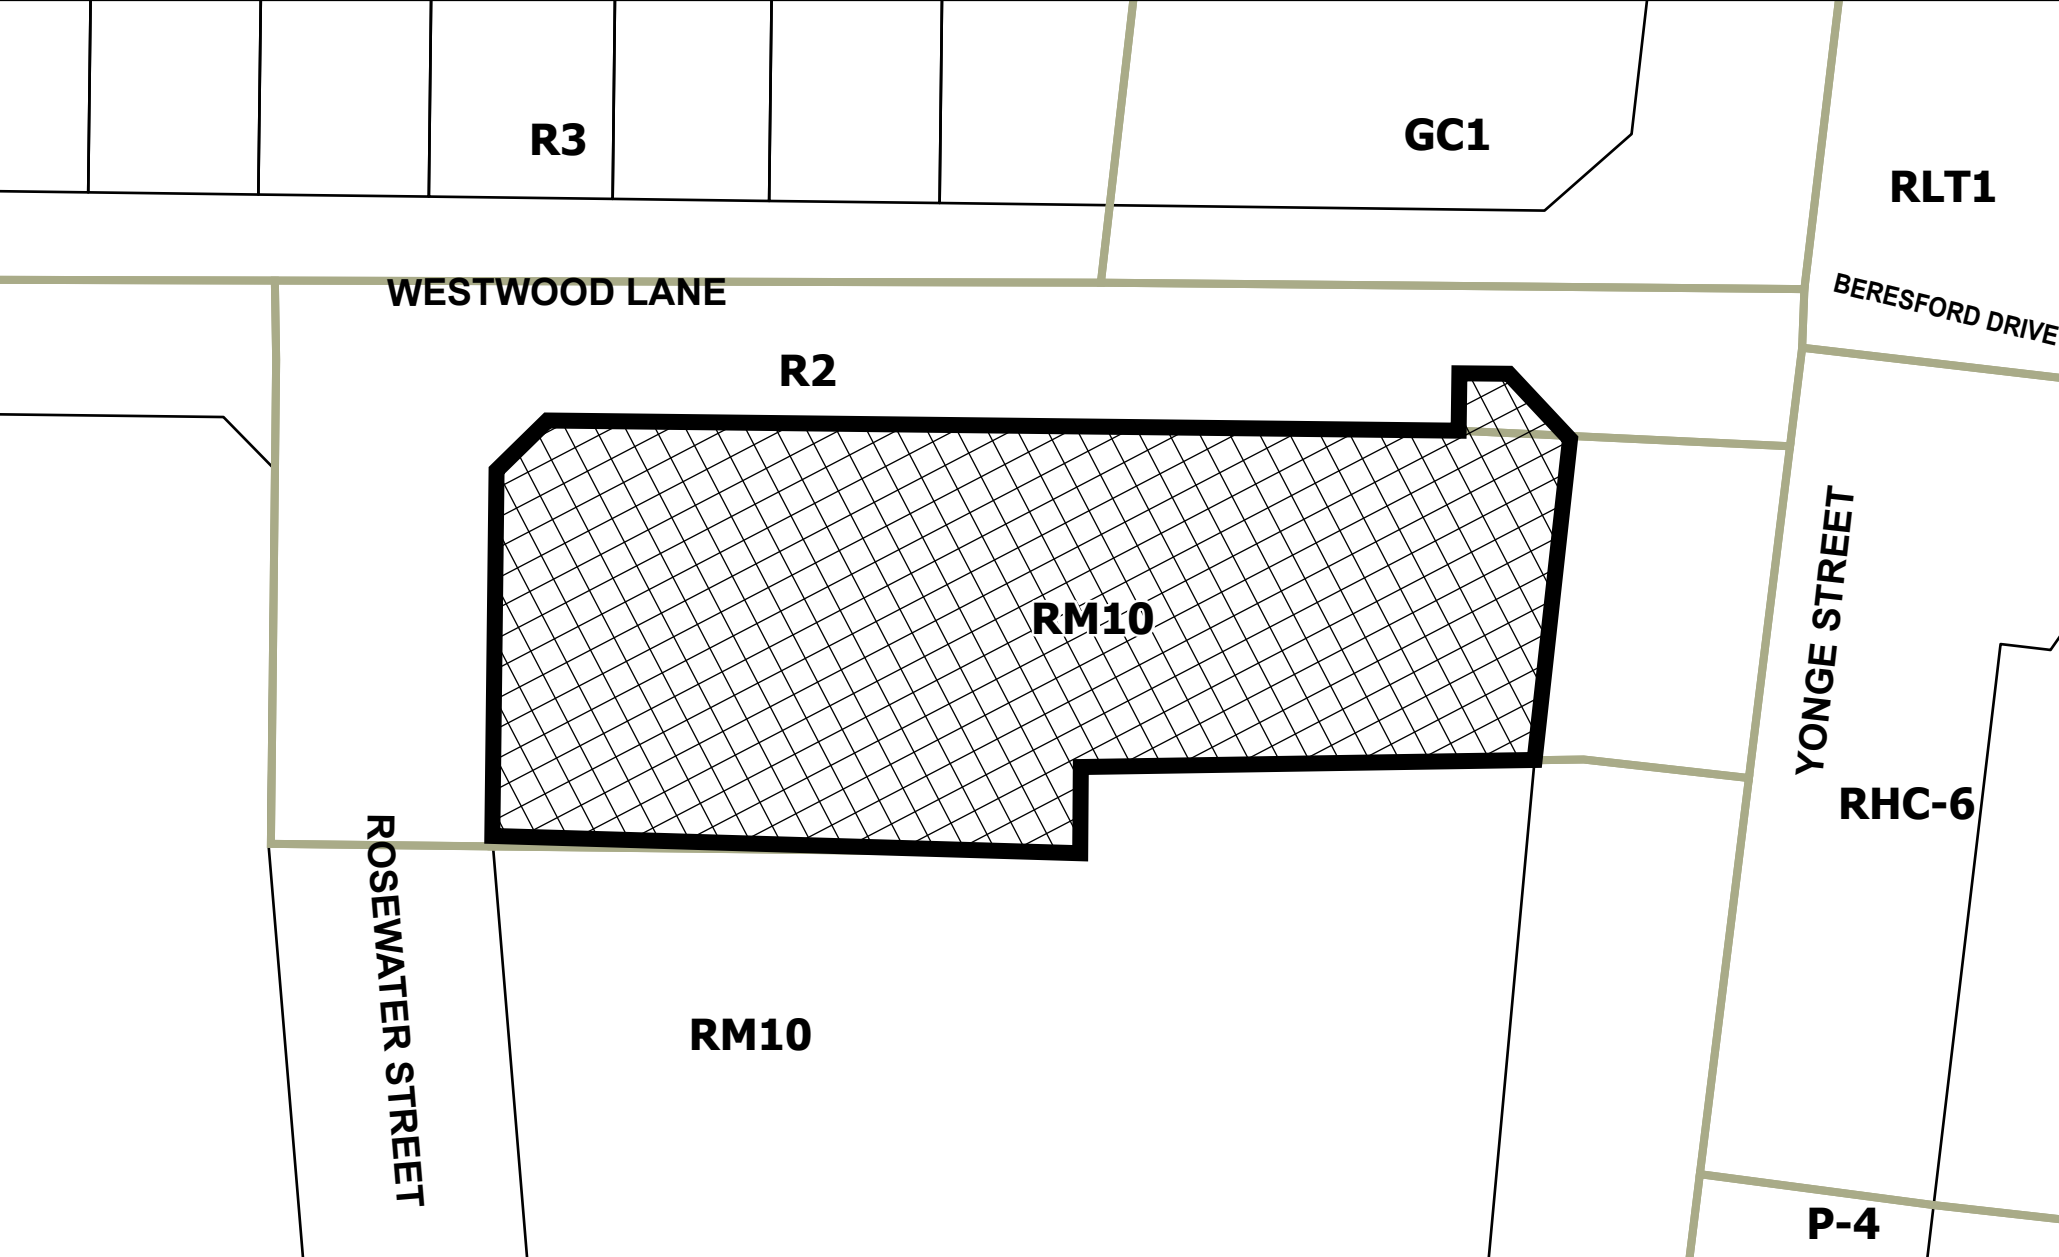 R3
GC1
RLT1
WESTWOOD LANE
BERESFORD DRIVE
R2
RM10
YONGE STREET
RHC-6
ROSEWATER STREET
RM10
P-4